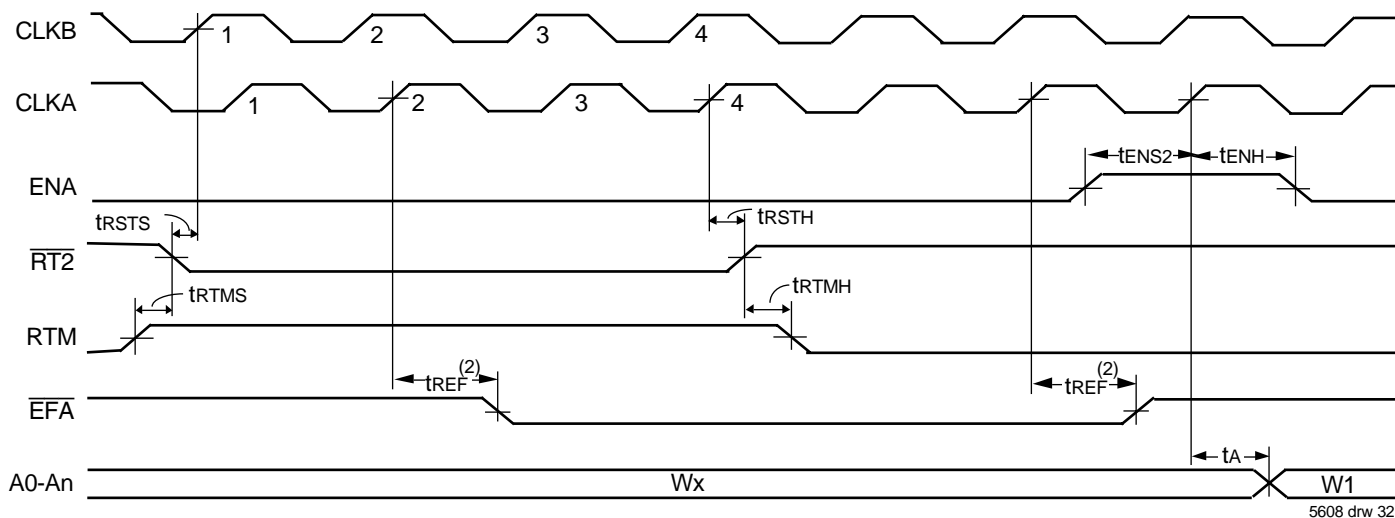 CLKB 1 2 3 4
CLKA 1 2 3 4
tENS2 tENH
ENA
tRSTS tRSTH
RT2
tRTMS tRTMH
RTM
tREF(2) tREF(2)
EFA
tA
A0-An Wx W1
5608 drw 32